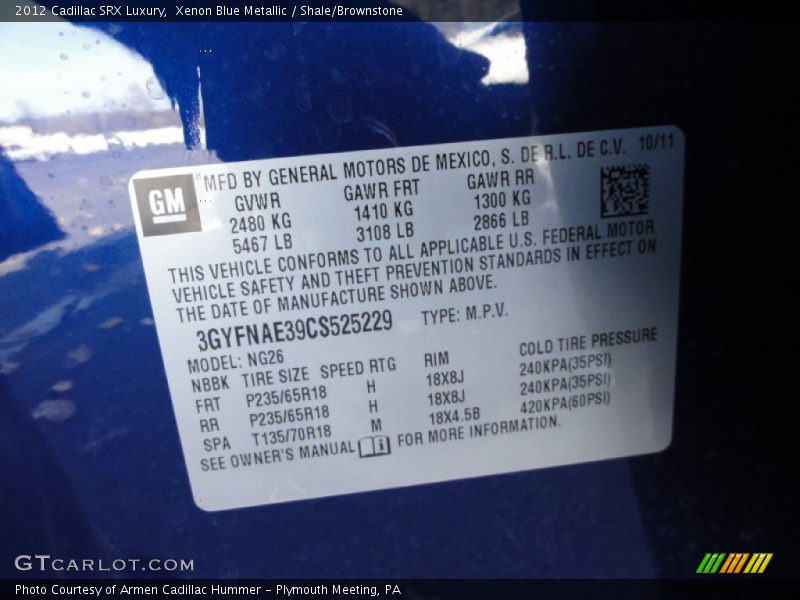 2012 Cadillac SRX Luxury,  Xenon Blue Metallic / Shale/Brownstone
GM
MFD BY GENERAL MOTORS DE MEXICO, S. DE R.L. DE C.V. 10/11
GVWR GAWR FRT GAWR RR
2480 KG 1410 KG 1300 KG
5467 LB 3108 LB 2866 LB
THIS VEHICLE CONFORMS TO ALL APPLICABLE U.S. FEDERAL MOTOR
VEHICLE SAFETY AND THEFT PREVENTION STANDARDS IN EFFECT ON
THE DATE OF MANUFACTURE SHOWN ABOVE.
3GYFNAE39CS525229 TYPE: M.P.V.
MODEL: NG26
NBBK TIRE SIZE SPEED RTG RIM COLD TIRE PRESSURE
FRT P235/65R18 H 18X8J 240KPA(35PSI)
RR P235/65R18 H 18X8J 240KPA(35PSI)
SPA T135/70R18 M 18X4.5B 420KPA(60PSI)
SEE OWNER'S MANUAL FOR MORE INFORMATION.
GTCARLOT.COM
Photo Courtesy of Armen Cadillac Hummer - Plymouth Meeting, PA